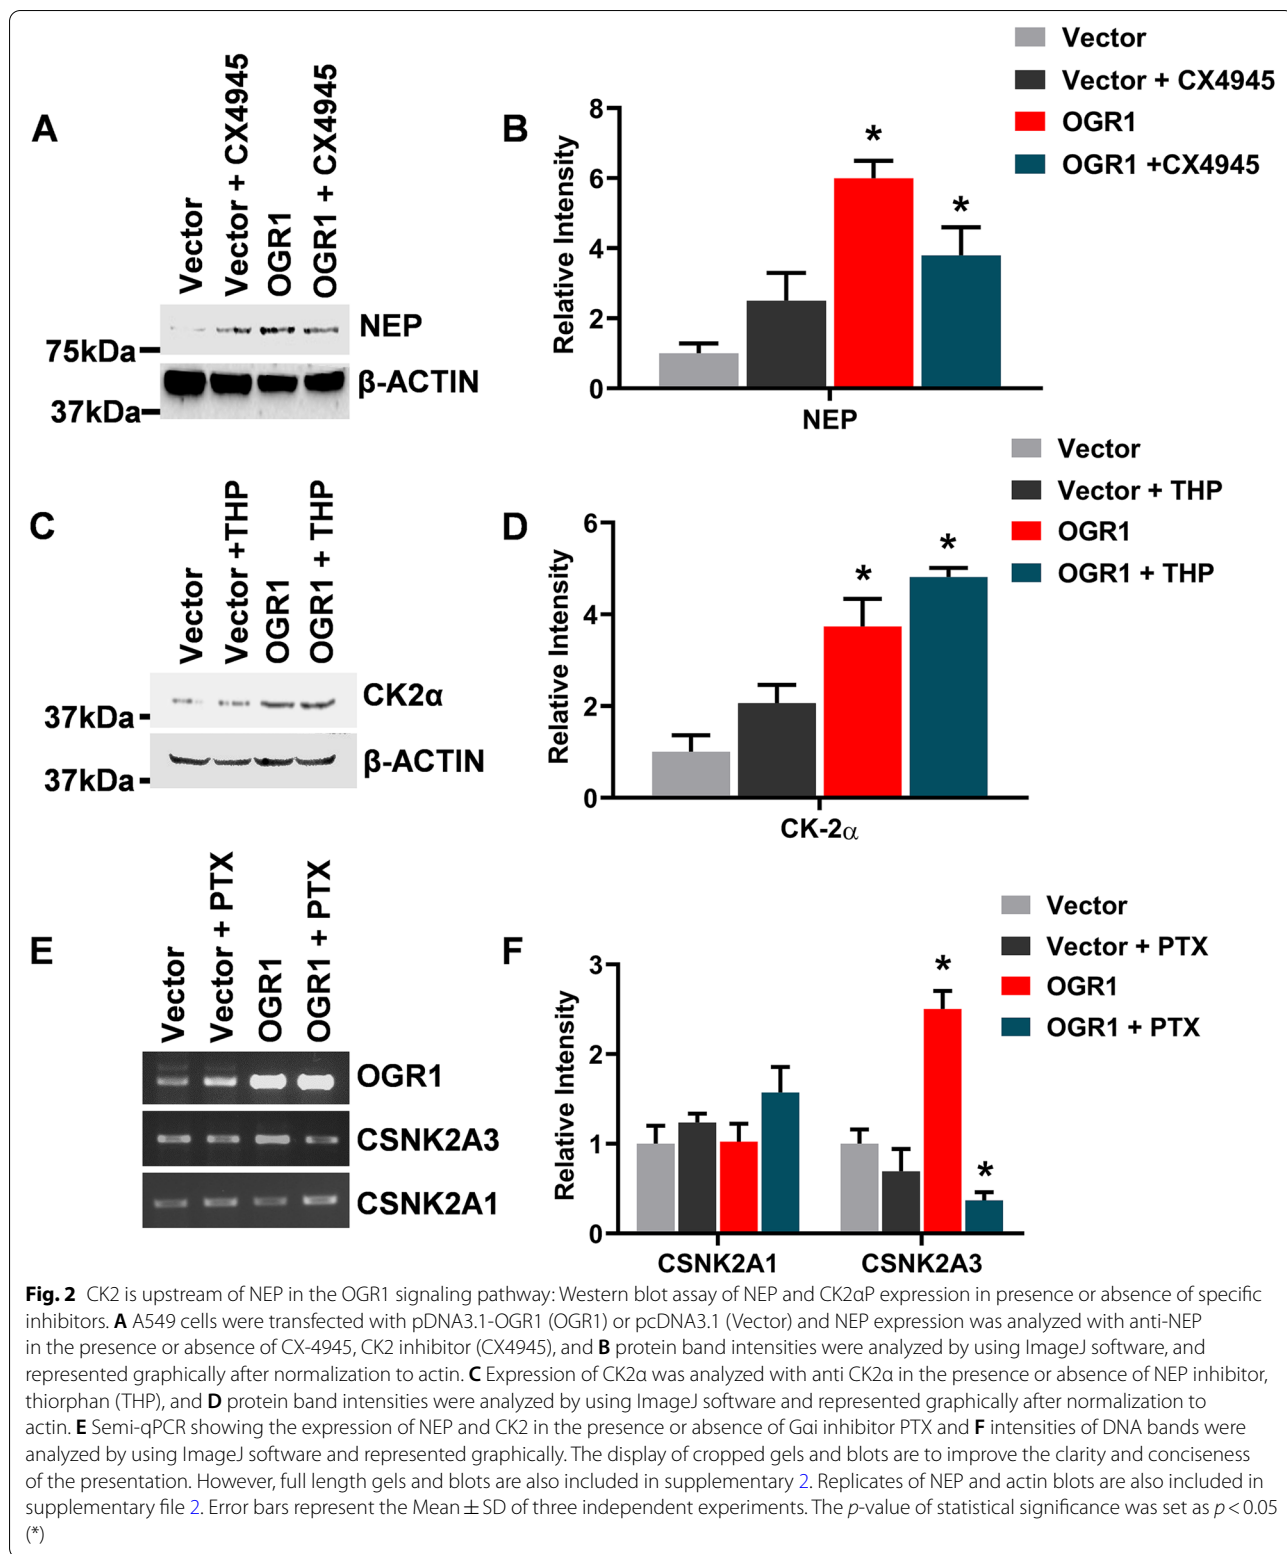 A
Vector
Vector + CX4945
OGR1
OGR1 + CX4945
NEP
75kDa
β-ACTIN
37kDa
B
Vector
Vector + CX4945
OGR1
OGR1 +CX4945
Relative Intensity
8
6
4
2
0
*
*
NEP
C
Vector
Vector +THP
OGR1
OGR1 + THP
CK2α
37kDa
β-ACTIN
37kDa
D
Vector
Vector + THP
OGR1
OGR1 + THP
Relative Intensity
6
4
2
0
*
*
CK-2α
E
Vector
Vector + PTX
OGR1
OGR1 + PTX
OGR1
CSNK2A3
CSNK2A1
F
Vector
Vector + PTX
OGR1
OGR1 + PTX
Relative Intensity
3
2
1
0
*
*
CSNK2A1
CSNK2A3
Fig. 2 CK2 is upstream of NEP in the OGR1 signaling pathway: Western blot assay of NEP and CK2αP expression in presence or absence of specific
inhibitors. A A549 cells were transfected with pDNA3.1-OGR1 (OGR1) or pcDNA3.1 (Vector) and NEP expression was analyzed with anti-NEP
in the presence or absence of CX-4945, CK2 inhibitor (CX4945), and B protein band intensities were analyzed by using ImageJ software, and
represented graphically after normalization to actin. C Expression of CK2α was analyzed with anti CK2α in the presence or absence of NEP inhibitor,
thiorphan (THP), and D protein band intensities were analyzed by using ImageJ software and represented graphically after normalization to
actin. E Semi-qPCR showing the expression of NEP and CK2 in the presence or absence of Gαi inhibitor PTX and F intensities of DNA bands were
analyzed by using ImageJ software and represented graphically. The display of cropped gels and blots are to improve the clarity and conciseness
of the presentation. However, full length gels and blots are also included in supplementary 2. Replicates of NEP and actin blots are also included in
supplementary file 2. Error bars represent the Mean ± SD of three independent experiments. The p-value of statistical significance was set as p < 0.05
(*)